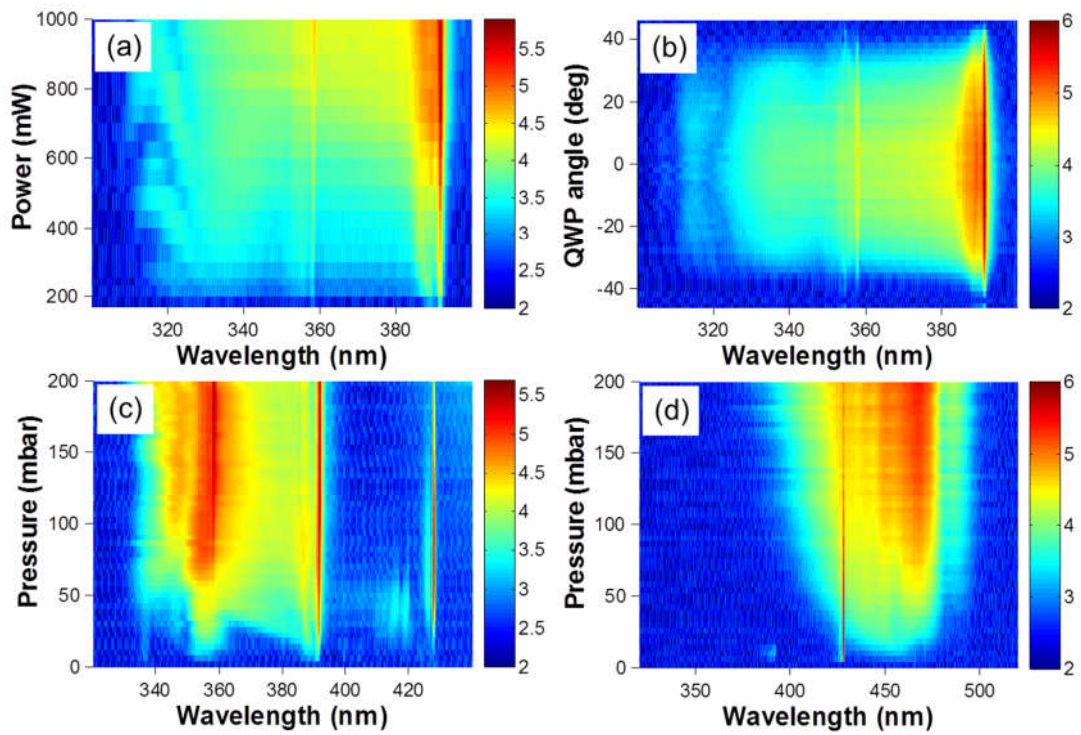 (a)
Power (mW)
1000
800
600
400
200
320 340 360 380
Wavelength (nm)
5.5
5
4.5
4
3.5
3
2.5
2
(b)
QWP angle (deg)
40
20
0
-20
-40
320 340 360 380
Wavelength (nm)
6
5
4
3
2
(c)
Pressure (mbar)
200
150
100
50
0
340 360 380 400 420
Wavelength (nm)
5.5
5
4.5
4
3.5
3
2.5
2
(d)
Pressure (mbar)
200
150
100
50
0
350 400 450 500
Wavelength (nm)
6
5
4
3
2